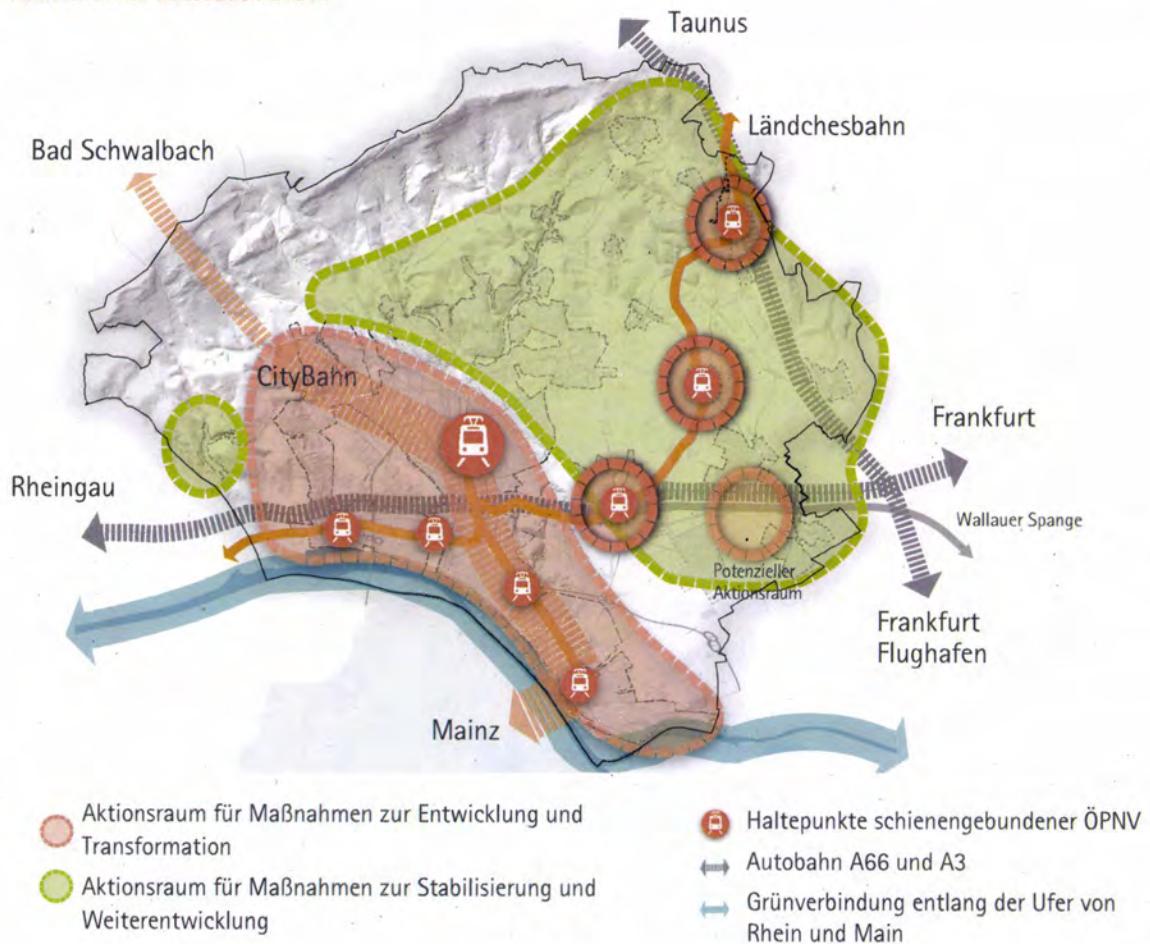 Taunus
Ländchesbahn
Bad Schwalbach
CityBahn
Frankfurt
Rheingau
Wallauer Spange
Potenzieller
Aktionsraum
Frankfurt
Flughafen
Mainz
Aktionsraum für Maßnahmen zur Entwicklung und
Transformation
Aktionsraum für Maßnahmen zur Stabilisierung und
Weiterentwicklung
Haltepunkte schienengebundener ÖPNV
Autobahn A66 und A3
Grünverbindung entlang der Ufer von
Rhein und Main